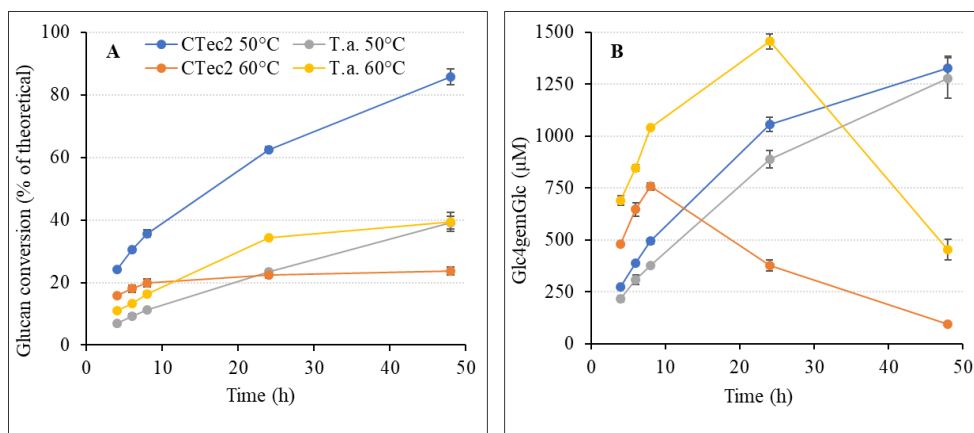 A
CTec2 50°C
T.a. 50°C
CTec2 60°C
T.a. 60°C
Glucan conversion (% of theoretical)
100
80
60
40
20
0
0 10 20 30 40 50
Time (h)
B
Glc4gemGlc (µM)
1500
1250
1000
750
500
250
0
0 10 20 30 40 50
Time (h)